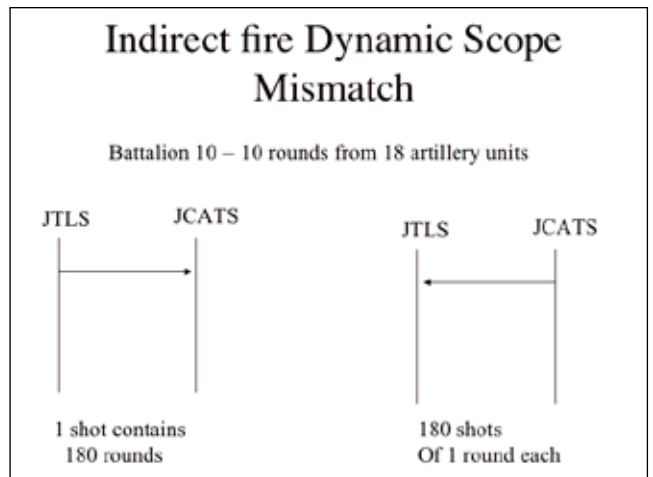 Indirect fire Dynamic Scope
Mismatch
Battalion 10 – 10 rounds from 18 artillery units
JTLS
JCATS
1 shot contains
180 rounds
JTLS
JCATS
180 shots
Of 1 round each